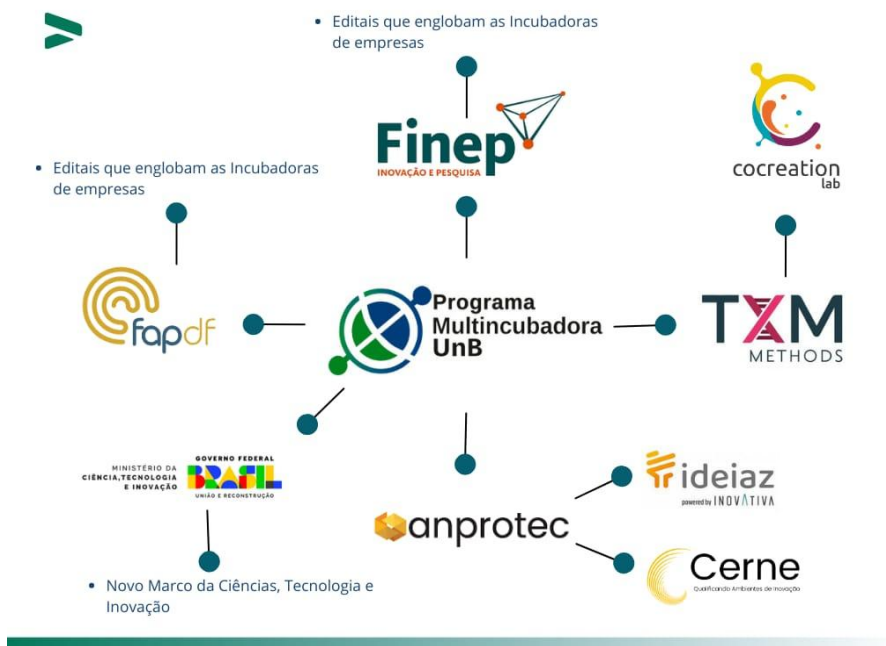 • Editais que englobam as Incubadoras
de empresas
Finep
INOVAÇÃO E PESQUISA
cocreation
lab
• Editais que englobam as Incubadoras
de empresas
fapdf
Programa
Multincubadora
UnB
TXM
METHODS
MINISTÉRIO DA
CIÊNCIA, TECNOLOGIA
E INOVAÇÃO
GOVERNO FEDERAL
BRASIL
UNIÃO E RECONSTRUÇÃO
ideiaz
powered by INOVATIVA
anprotec
Cerne
Qualificando Ambientes de Inovação
• Novo Marco da Ciências, Tecnologia e
Inovação